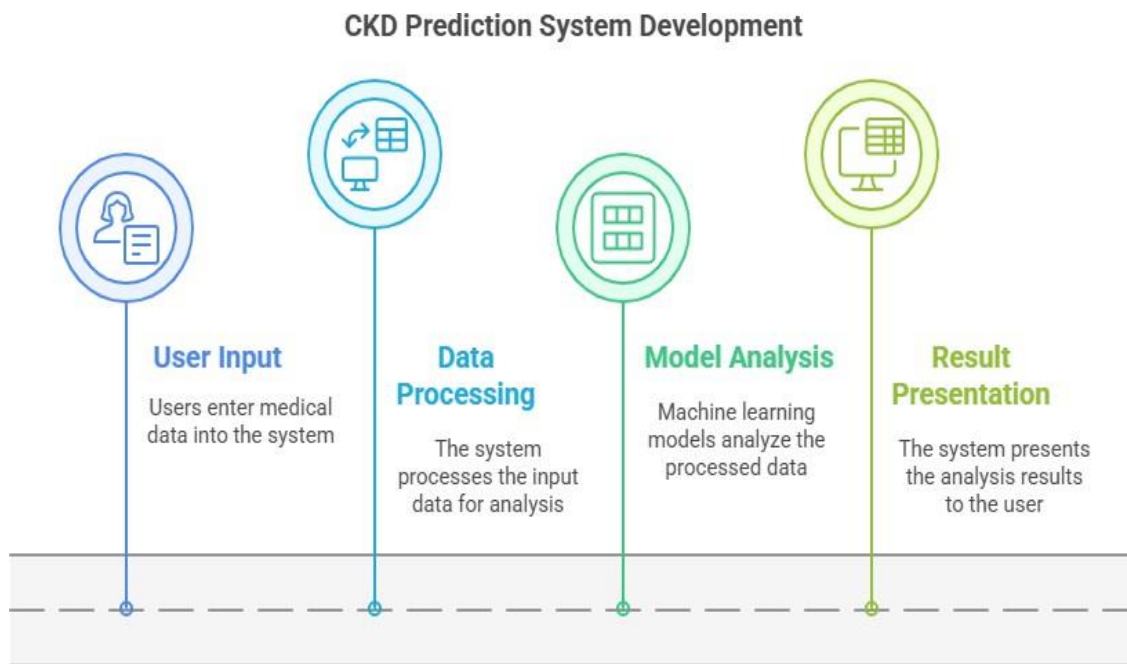 CKD Prediction System Development
User Input
Users enter medical
data into the system
Data
Processing
The system
processes the input
data for analysis
Model Analysis
Machine learning
models analyze the
processed data
Result
Presentation
The system presents
the analysis results
to the user